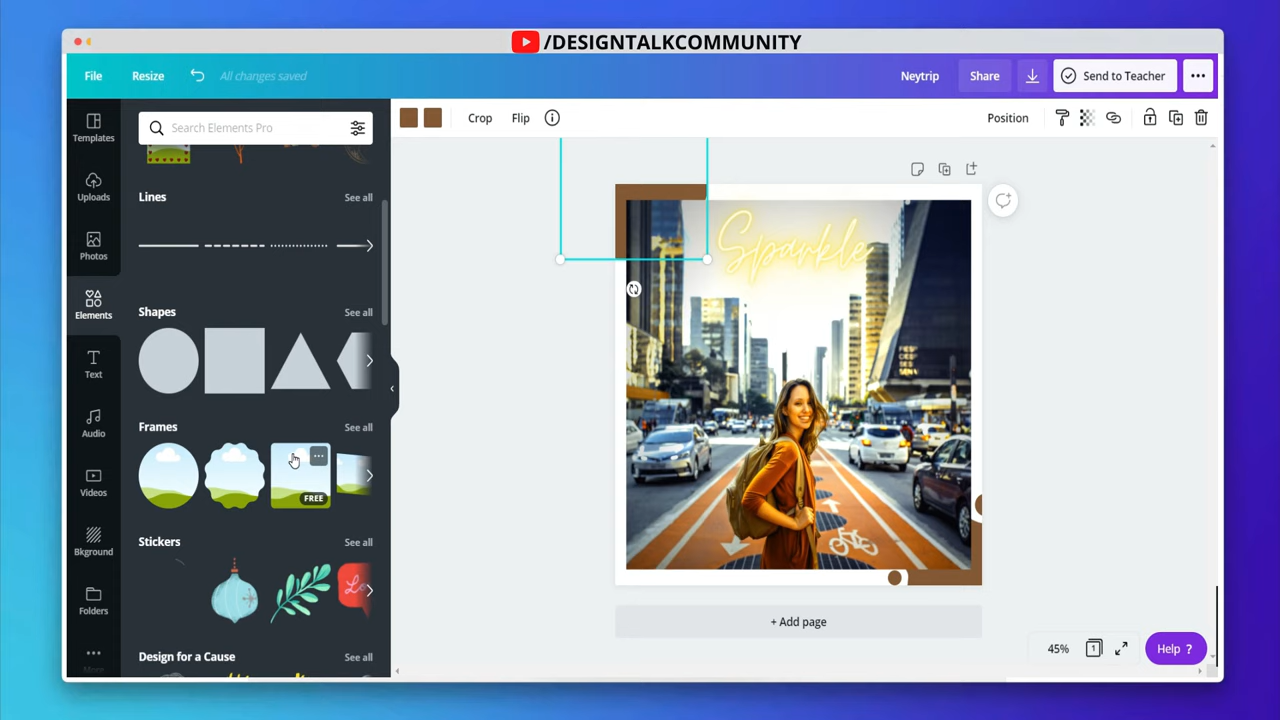 /DESIGNTALKCOMMUNITY
File Resize All changes saved Neytrip Share Send to Teacher
Templates
Search Elements Pro
Crop Flip Position
Uploads
Lines See all
Photos
Elements
Shapes See all
Text
Audio
Frames See all
FREE
Videos
Stickers See all
Bkground
Folders
Design for a Cause See all
More
Sparkle
+ Add page
45% 1 Help ?